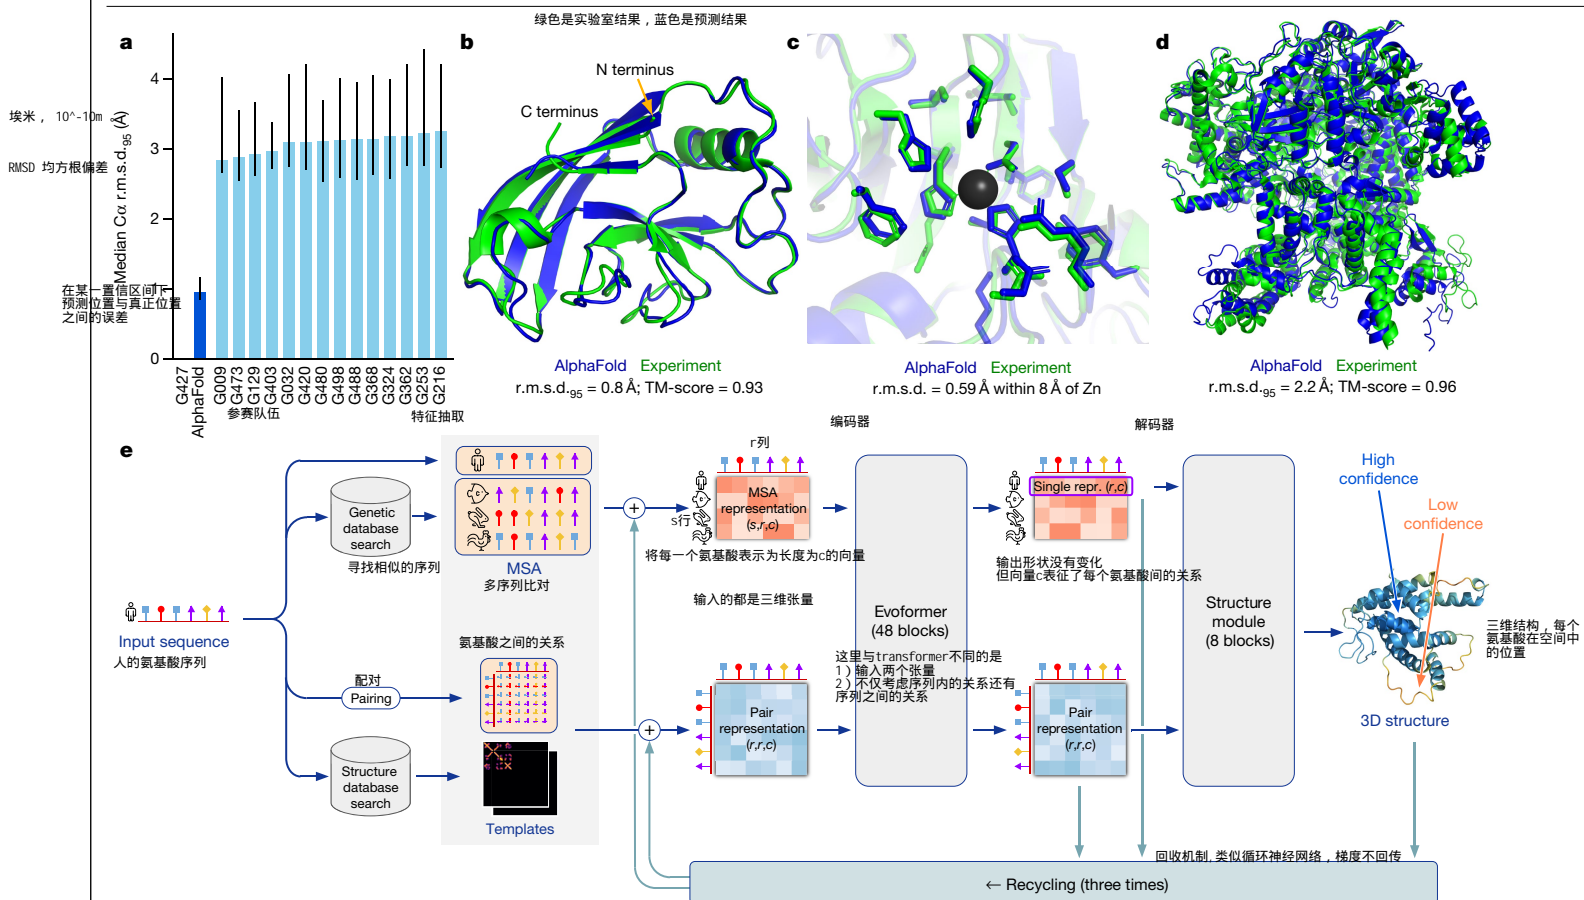 绿色是实验室结果，蓝色是预测结果
a
埃米，10^-10m
RMSD 均方根偏差
在某一置信区间下
预测位置与真正位置
之间的误差
Median Cα r.m.s.d.95 (Å)
4
3
2
1
0
G427
AlphaFold
G009
G473
G129
G403
G032
G420
G480
G498
G488
G368
G324
G362
G253
G216
参赛队伍
特征抽取
b
N terminus
C terminus
AlphaFold Experiment
r.m.s.d.95 = 0.8 Å; TM-score = 0.93
c
AlphaFold Experiment
r.m.s.d. = 0.59 Å within 8 Å of Zn
d
AlphaFold Experiment
r.m.s.d.95 = 2.2 Å; TM-score = 0.96
e
Input sequence
人的氨基酸序列
Genetic
database
search
寻找相似的序列
配对
Pairing
Structure
database
search
MSA
多序列比对
氨基酸之间的关系
Templates
+
+
r列
s行
MSA
representation
(s,r,c)
将每一个氨基酸表示为长度为c的向量
输入的都是三维张量
Pair
representation
(r,r,c)
编码器
Evoformer
(48 blocks)
这里与transformer不同的是
1）输入两个张量
2）不仅考虑序列内的关系还有
序列之间的关系
Single repr. (r,c)
输出形状没有变化
但向量c表征了每个氨基酸间的关系
Pair
representation
(r,r,c)
解码器
Structure
module
(8 blocks)
High
confidence
Low
confidence
三维结构，每个
氨基酸在空间中
的位置
3D structure
回收机制,类似循环神经网络，梯度不回传
← Recycling (three times)